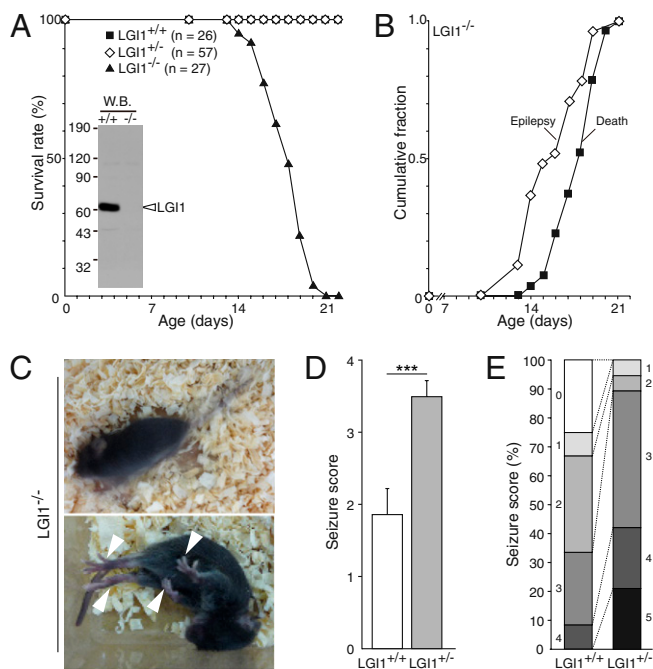 A
LGI1+/+ (n = 26)
LGI1+/- (n = 57)
LGI1-/- (n = 27)
W.B.
+/+ -/-
190
120
90
60
43
32
LGI1
Survival rate (%)
100
0
0 7 14 21
Age (days)
B
LGI1-/-
Cumulative fraction
1.0
0.5
0
Epilepsy
Death
0 7 14 21
Age (days)
C
LGI1-/-
D
Seizure score
4
3
2
1
0
***
LGI1+/+ LGI1+/-
E
Seizure score (%)
100
90
80
70
60
50
40
30
20
10
0
0
1
2
3
4
1
2
3
4
5
LGI1+/+ LGI1+/-